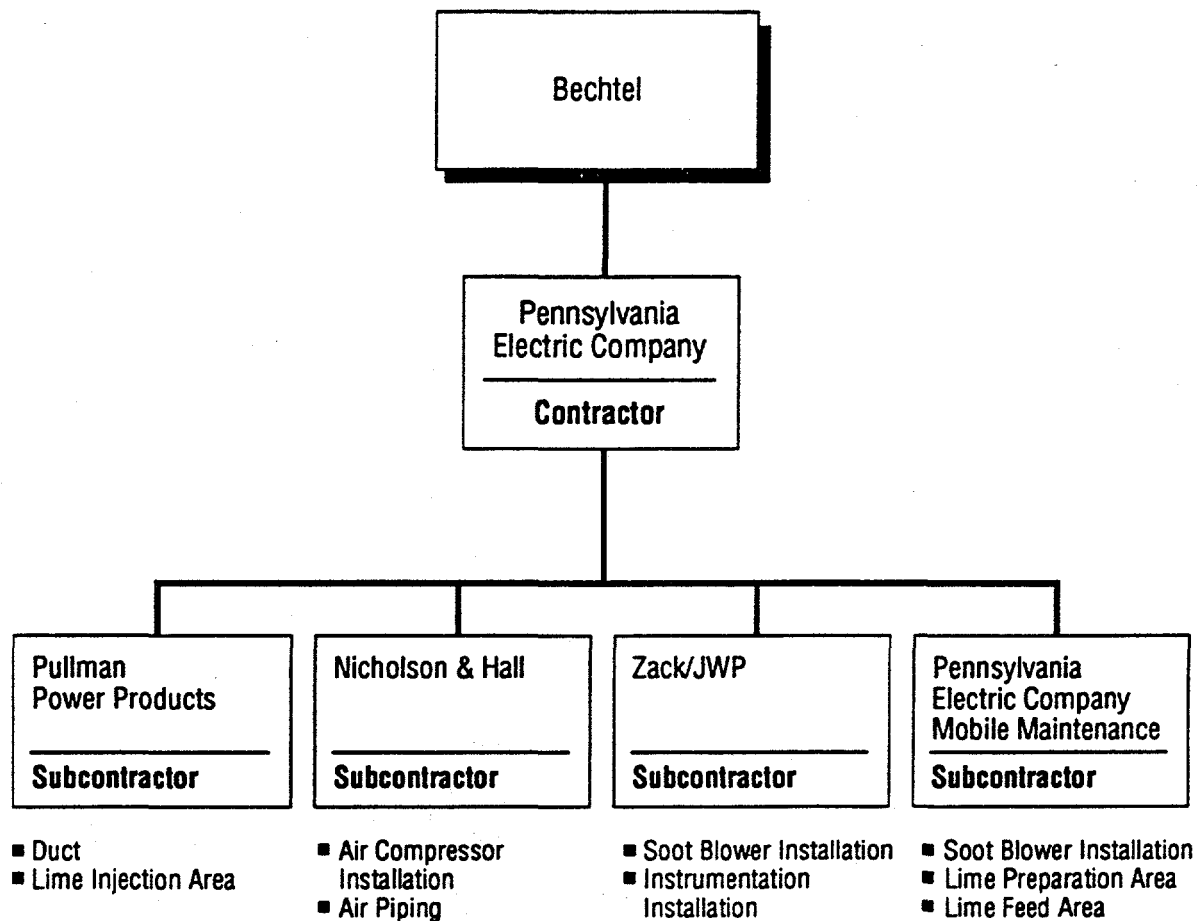 Bechtel
Pennsylvania
Electric Company
Contractor
Pullman
Power Products
Subcontractor
■ Duct
■ Lime Injection Area
Nicholson & Hall
Subcontractor
■ Air Compressor
Installation
■ Air Piping
Zack/JWP
Subcontractor
■ Soot Blower Installation
■ Instrumentation
Installation
Pennsylvania
Electric Company
Mobile Maintenance
Subcontractor
■ Soot Blower Installation
■ Lime Preparation Area
■ Lime Feed Area